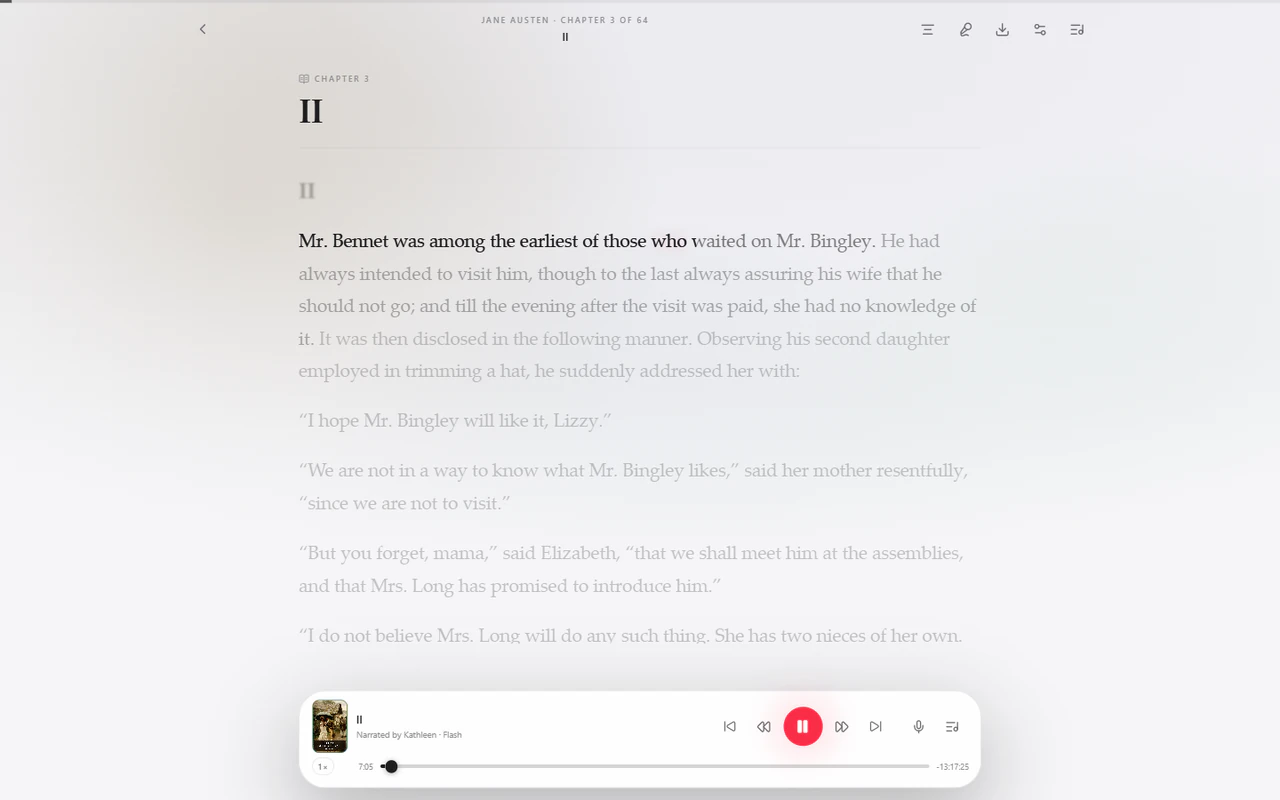 JANE AUSTEN · CHAPTER 3 OF 64
II
CHAPTER 3
II
II
Mr. Bennet was among the earliest of those who waited on Mr. Bingley. He had
always intended to visit him, though to the last always assuring his wife that he
should not go; and till the evening after the visit was paid, she had no knowledge of
it. It was then disclosed in the following manner. Observing his second daughter
employed in trimming a hat, he suddenly addressed her with:
“I hope Mr. Bingley will like it, Lizzy.”
“We are not in a way to know what Mr. Bingley likes,” said her mother resentfully,
“since we are not to visit.”
“But you forget, mama,” said Elizabeth, “that we shall meet him at the assemblies,
and that Mrs. Long has promised to introduce him.”
“I do not believe Mrs. Long will do any such thing. She has two nieces of her own.
II
Narrated by Kathleen · Flash
1×
7:05
-13:17:25